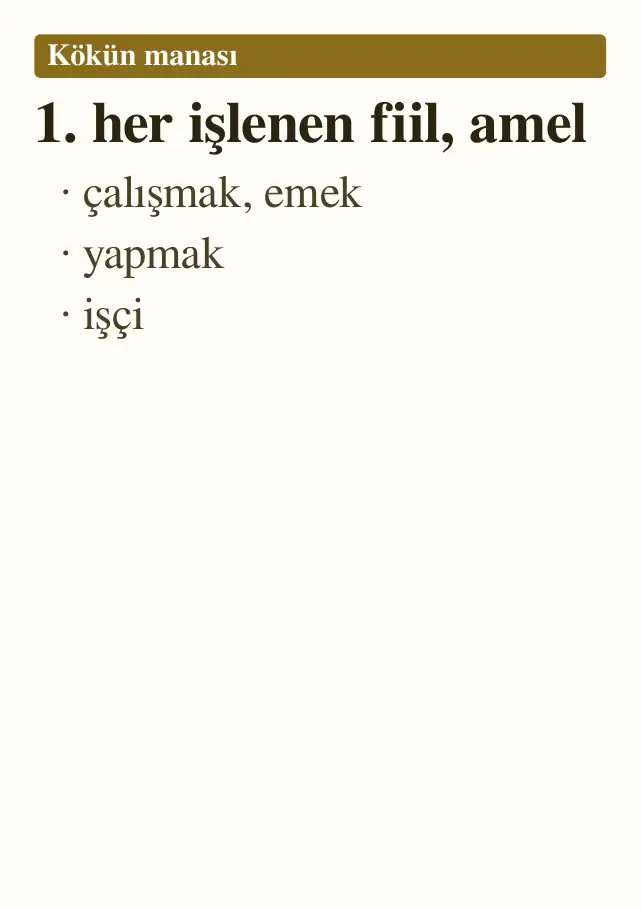 Kökün manası
1. her işlenen fiil, amel
· çalışmak, emek
· yapmak
· işçi